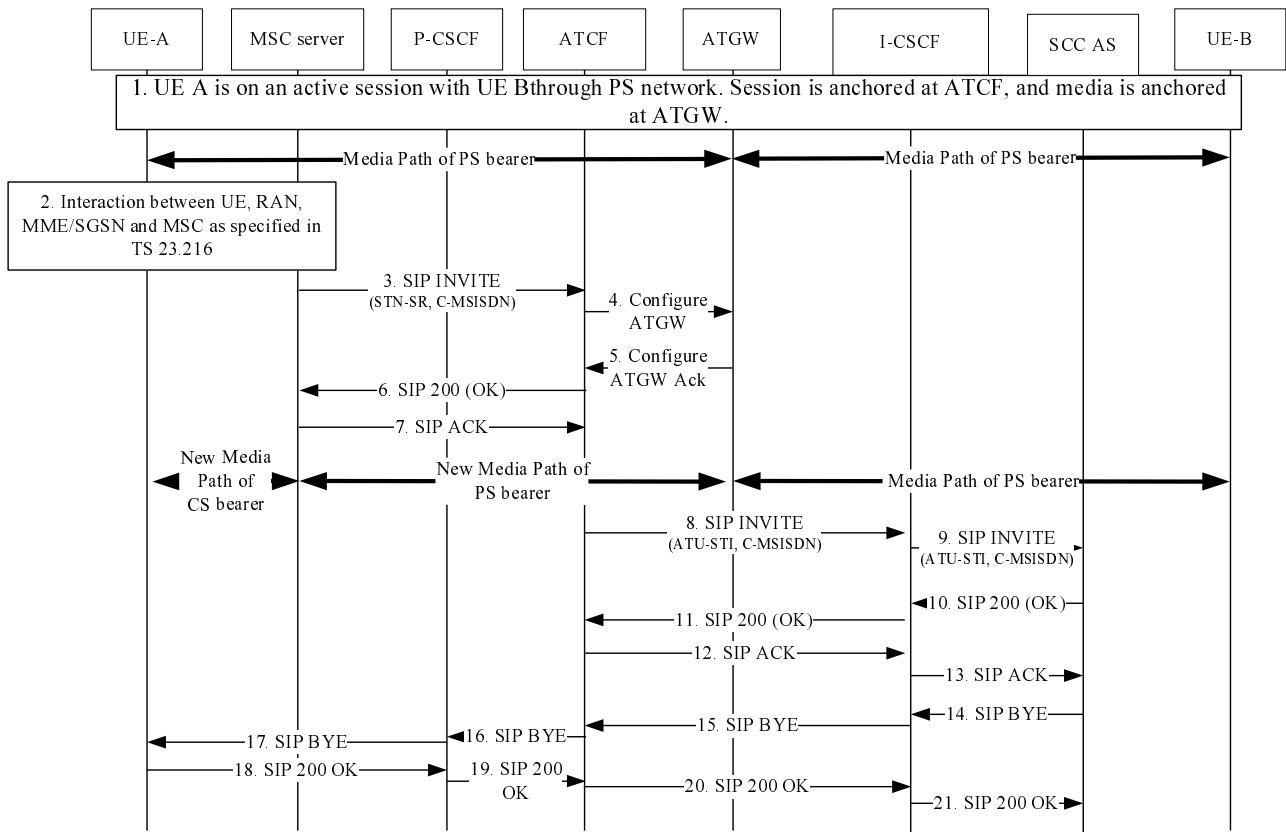 UE-A
MSC server
P-CSCF
ATCF
ATGW
I-CSCF
SCC AS
UE-B
1. UE A is on an active session with UE Bthrough PS network. Session is anchored at ATCF, and media is anchored
at ATGW.
Media Path of PS bearer
Media Path of PS bearer
2. Interaction between UE, RAN,
MME/SGSN and MSC as specified in
TS 23.216
3. SIP INVITE
(STN-SR, C-MSISDN)
4. Configure
ATGW
5. Configure
ATGW Ack
6. SIP 200 (OK)
7. SIP ACK
New Media
Path of
CS bearer
New Media Path of
PS bearer
Media Path of PS bearer
8. SIP INVITE
(ATU-STI, C-MSISDN)
9. SIP INVITE
(ATU-STI, C-MSISDN)
10. SIP 200 (OK)
11. SIP 200 (OK)
12. SIP ACK
13. SIP ACK
14. SIP BYE
15. SIP BYE
16. SIP BYE
17. SIP BYE
18. SIP 200 OK
19. SIP 200
OK
20. SIP 200 OK
21. SIP 200 OK